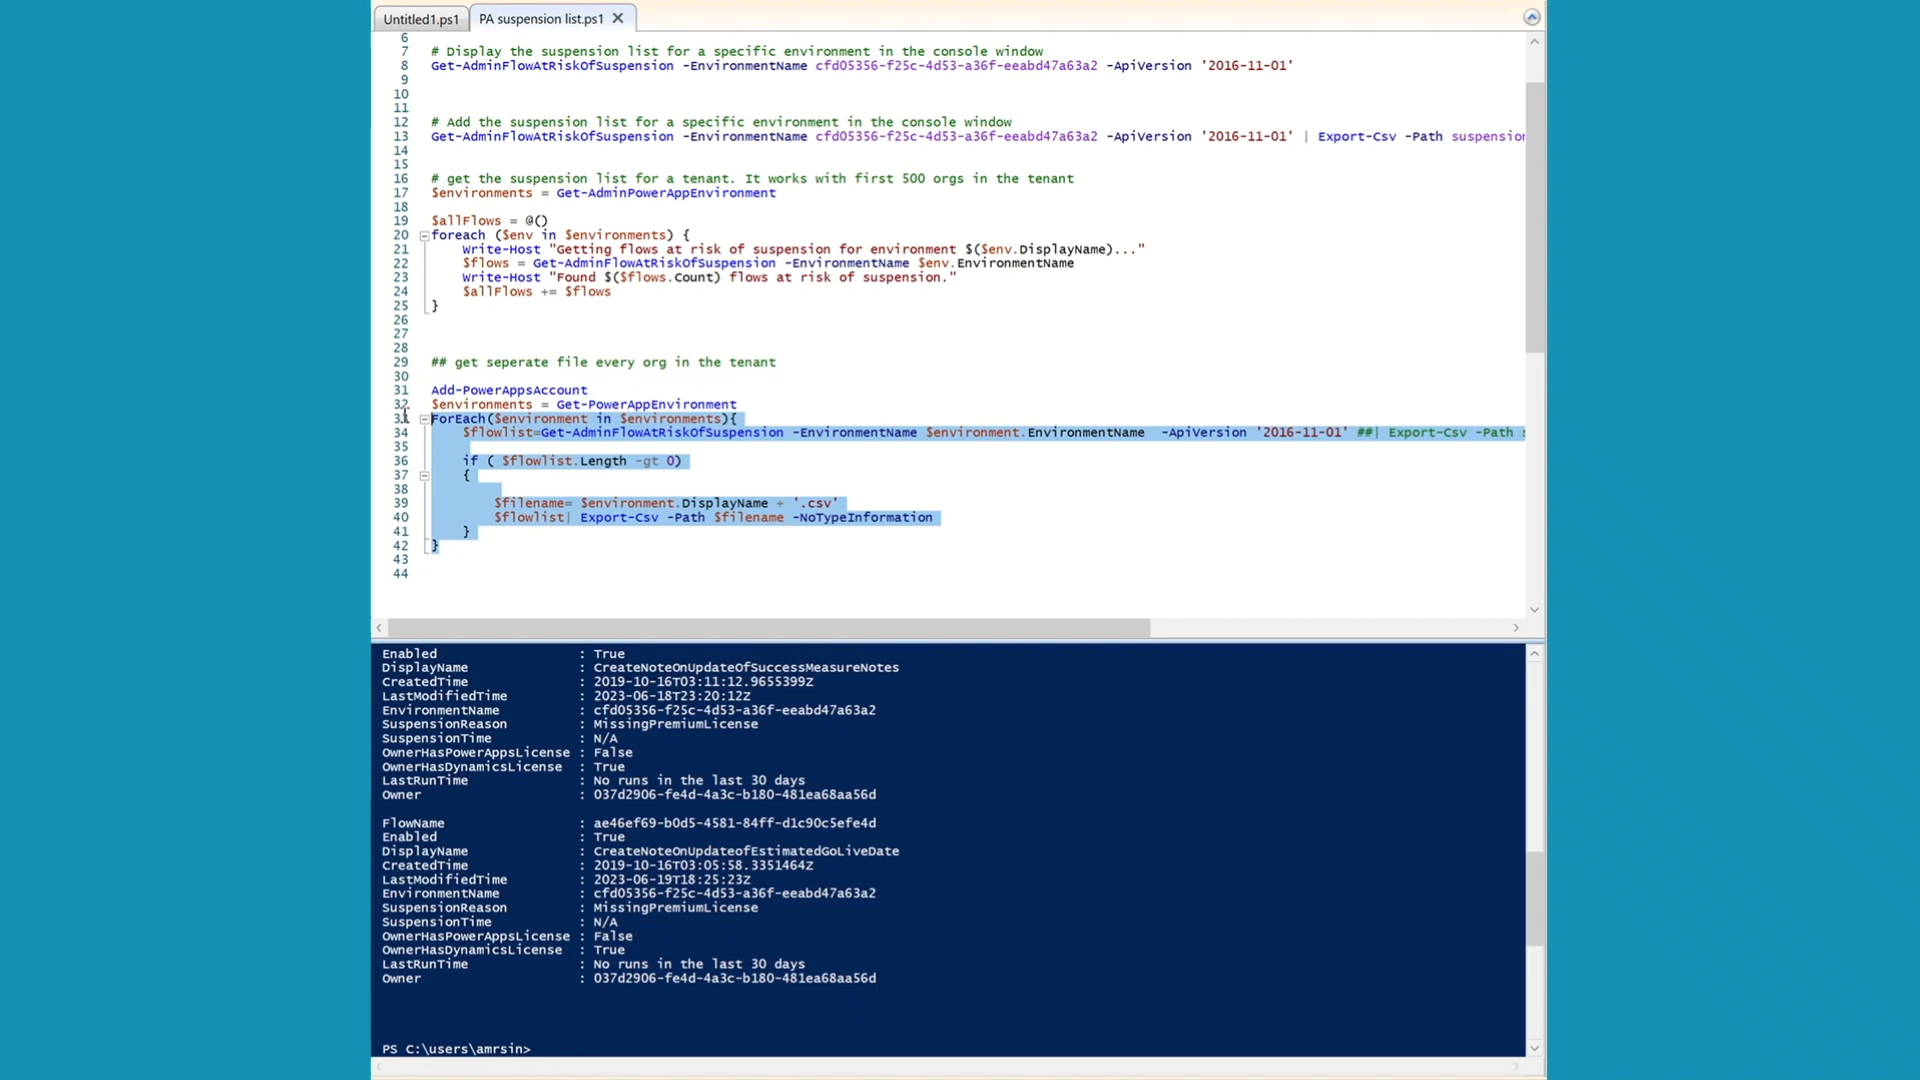 Untitled1.ps1 PA suspension list.ps1 ✕
6
7 # Display the suspension list for a specific environment in the console window
8 Get-AdminFlowAtRiskOfSuspension -EnvironmentName cfd05356-f25c-4d53-a36f-eeabd47a63a2 -ApiVersion '2016-11-01'
9
10
11
12 # Add the suspension list for a specific environment in the console window
13 Get-AdminFlowAtRiskOfSuspension -EnvironmentName cfd05356-f25c-4d53-a36f-eeabd47a63a2 -ApiVersion '2016-11-01' | Export-Csv -Path suspension
14
15
16 # get the suspension list for a tenant. It works with first 500 orgs in the tenant
17 $environments = Get-AdminPowerAppEnvironment
18
19 $allFlows = @()
20 foreach ($env in $environments) {
21 Write-Host "Getting flows at risk of suspension for environment $($env.DisplayName)..."
22 $flows = Get-AdminFlowAtRiskOfSuspension -EnvironmentName $env.EnvironmentName
23 Write-Host "Found $($flows.Count) flows at risk of suspension."
24 $allFlows += $flows
25 }
26
27
28
29 ## get seperate file every org in the tenant
30
31 Add-PowerAppsAccount
32 $environments = Get-PowerAppEnvironment
33 ForEach($environment in $environments){
34 $flowlist=Get-AdminFlowAtRiskOfSuspension -EnvironmentName $environment.EnvironmentName -ApiVersion '2016-11-01' ##| Export-Csv -Path
35
36 if ( $flowlist.Length -gt 0)
37 {
38
39 $filename= $environment.DisplayName + '.csv'
40 $flowlist| Export-Csv -Path $filename -NoTypeInformation
41 }
42 }
43
44
Enabled : True
DisplayName : CreateNoteOnUpdateOfSuccessMeasureNotes
CreatedTime : 2019-10-16T03:11:12.9655399Z
LastModifiedTime : 2023-06-18T23:20:12Z
EnvironmentName : cfd05356-f25c-4d53-a36f-eeabd47a63a2
SuspensionReason : MissingPremiumLicense
SuspensionTime : N/A
OwnerHasPowerAppsLicense : False
OwnerHasDynamicsLicense : True
LastRunTime : No runs in the last 30 days
Owner : 037d2906-fe4d-4a3c-b180-481ea68aa56d
FlowName : ae46ef69-b0d5-4581-84ff-d1c90c5efe4d
Enabled : True
DisplayName : CreateNoteOnUpdateofEstimatedGoLiveDate
CreatedTime : 2019-10-16T03:05:58.3351464Z
LastModifiedTime : 2023-06-19T18:25:23Z
EnvironmentName : cfd05356-f25c-4d53-a36f-eeabd47a63a2
SuspensionReason : MissingPremiumLicense
SuspensionTime : N/A
OwnerHasPowerAppsLicense : False
OwnerHasDynamicsLicense : True
LastRunTime : No runs in the last 30 days
Owner : 037d2906-fe4d-4a3c-b180-481ea68aa56d
PS C:\users\amrsin>